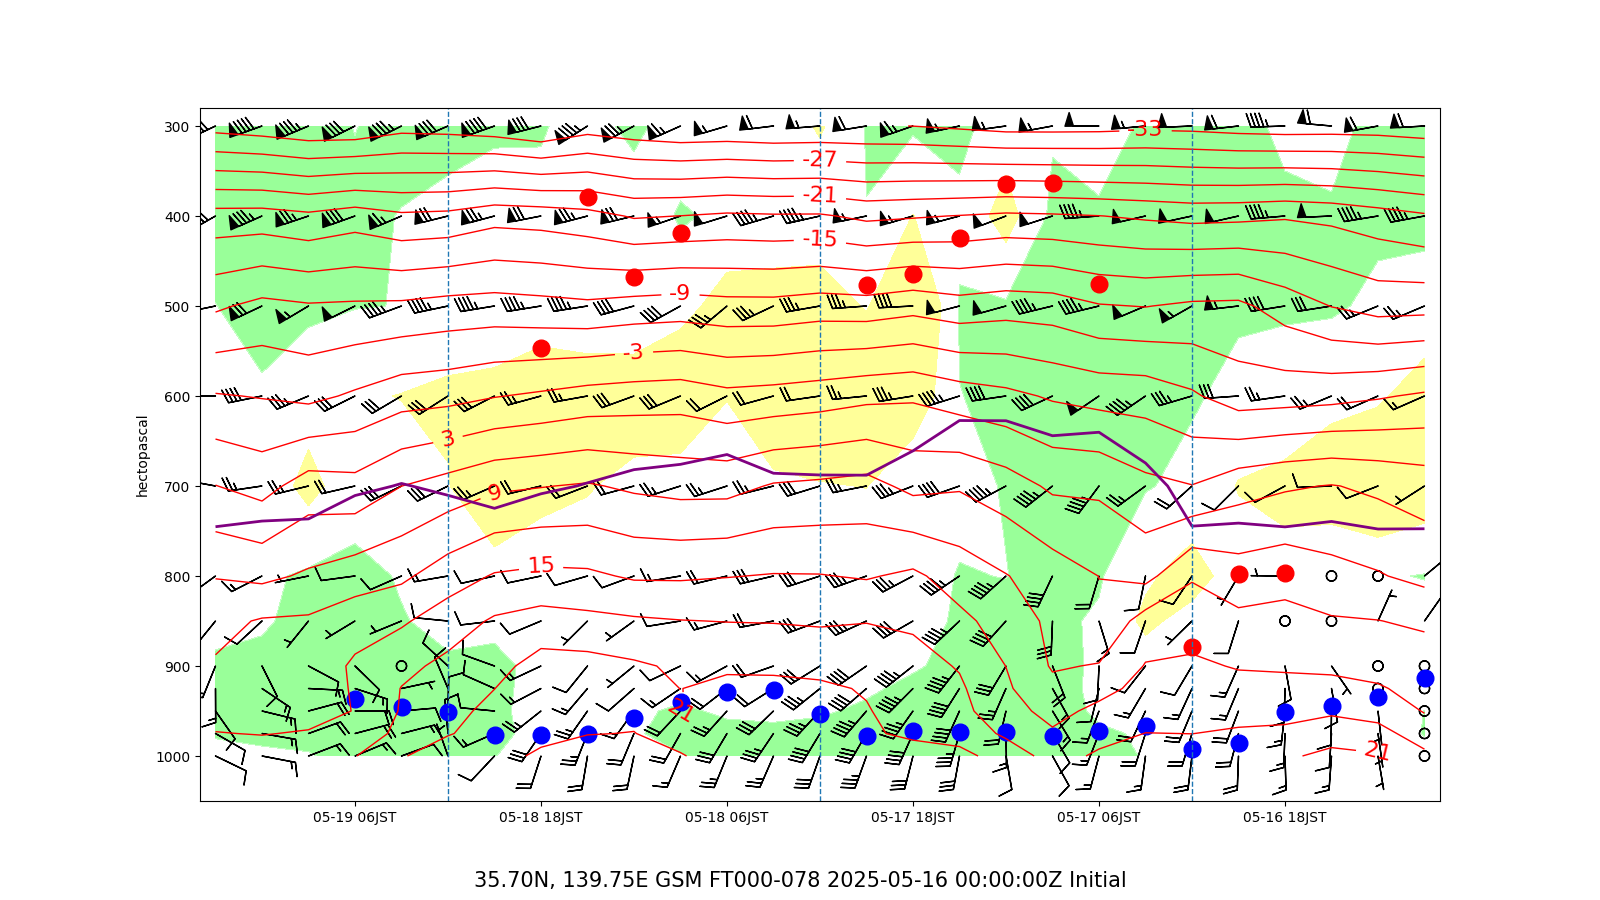 300
400
500
600
700
800
900
1000
hectopascal
-33
-27
-21
-15
-9
-3
3
9
15
21
21
05-19 06JST
05-18 18JST
05-18 06JST
05-17 18JST
05-17 06JST
05-16 18JST
35.70N, 139.75E GSM FT000-078 2025-05-16 00:00:00Z Initial